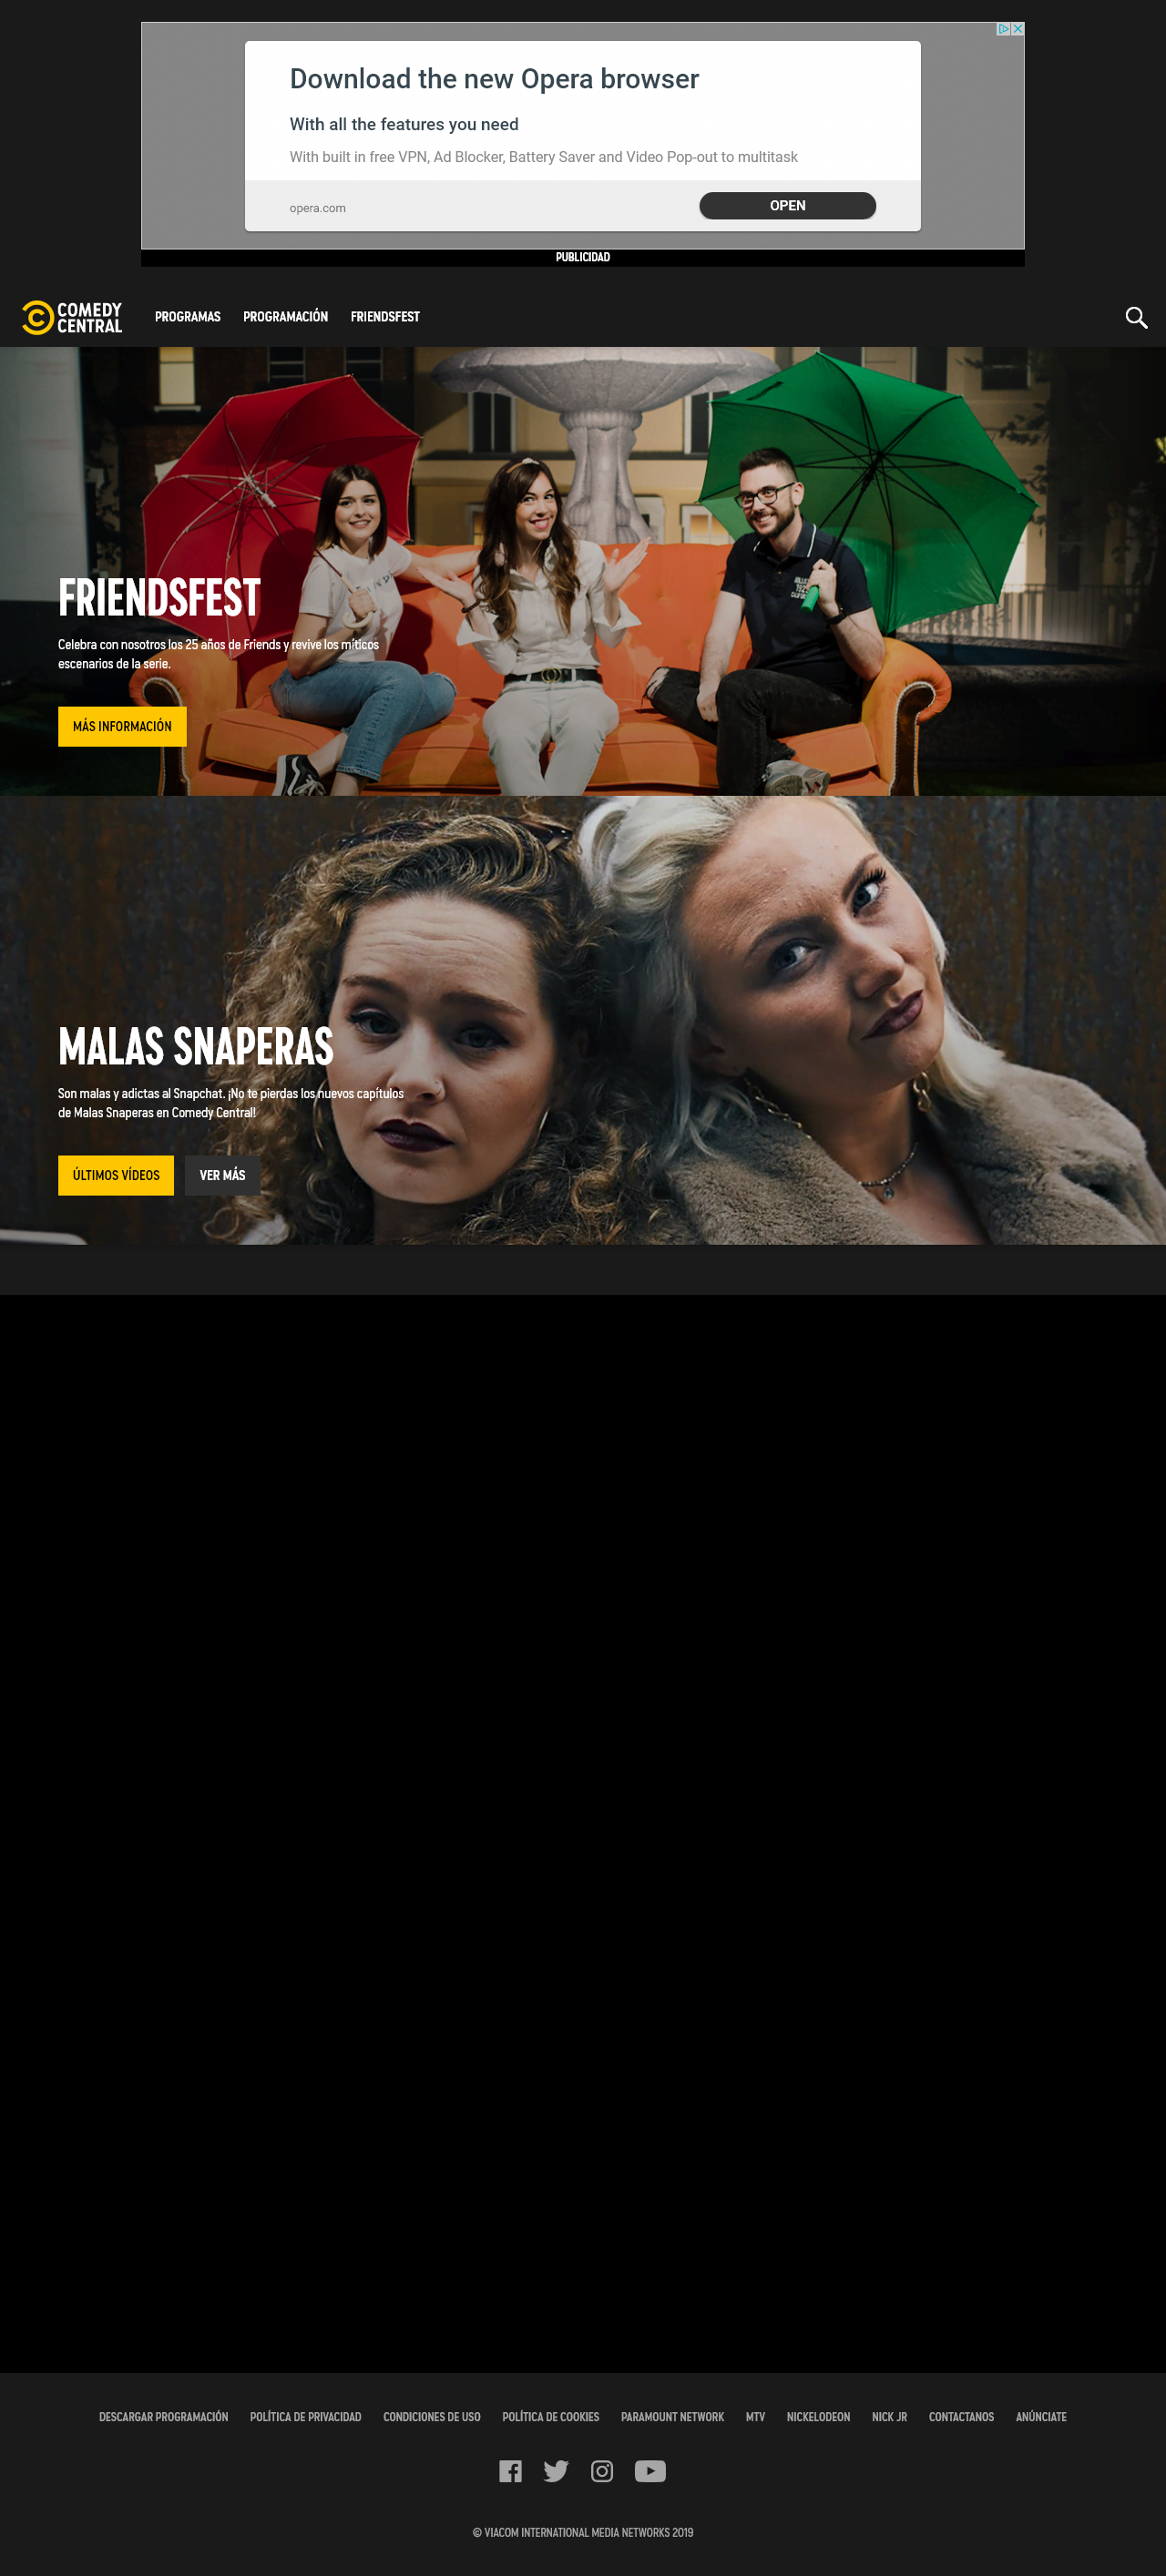 Download the new Opera browser
With all the features you need
With built in free VPN, Ad Blocker, Battery Saver and Video Pop-out to multitask
opera.com
OPEN
PUBLICIDAD
COMEDY
CENTRAL
PROGRAMAS PROGRAMACIÓN FRIENDSFEST
FRIENDSFEST
Celebra con nosotros los 25 años de Friends y revive los míticos
escenarios de la serie.
MÁS INFORMACIÓN
MALAS SNAPERAS
Son malas y adictas al Snapchat. ¡No te pierdas los nuevos capítulos
de Malas Snaperas en Comedy Central!
ÚLTIMOS VÍDEOS VER MÁS
DESCARGAR PROGRAMACIÓN POLÍTICA DE PRIVACIDAD CONDICIONES DE USO POLÍTICA DE COOKIES PARAMOUNT NETWORK MTV NICKELODEON NICK JR CONTACTANOS ANÚNCIATE
© VIACOM INTERNATIONAL MEDIA NETWORKS 2019